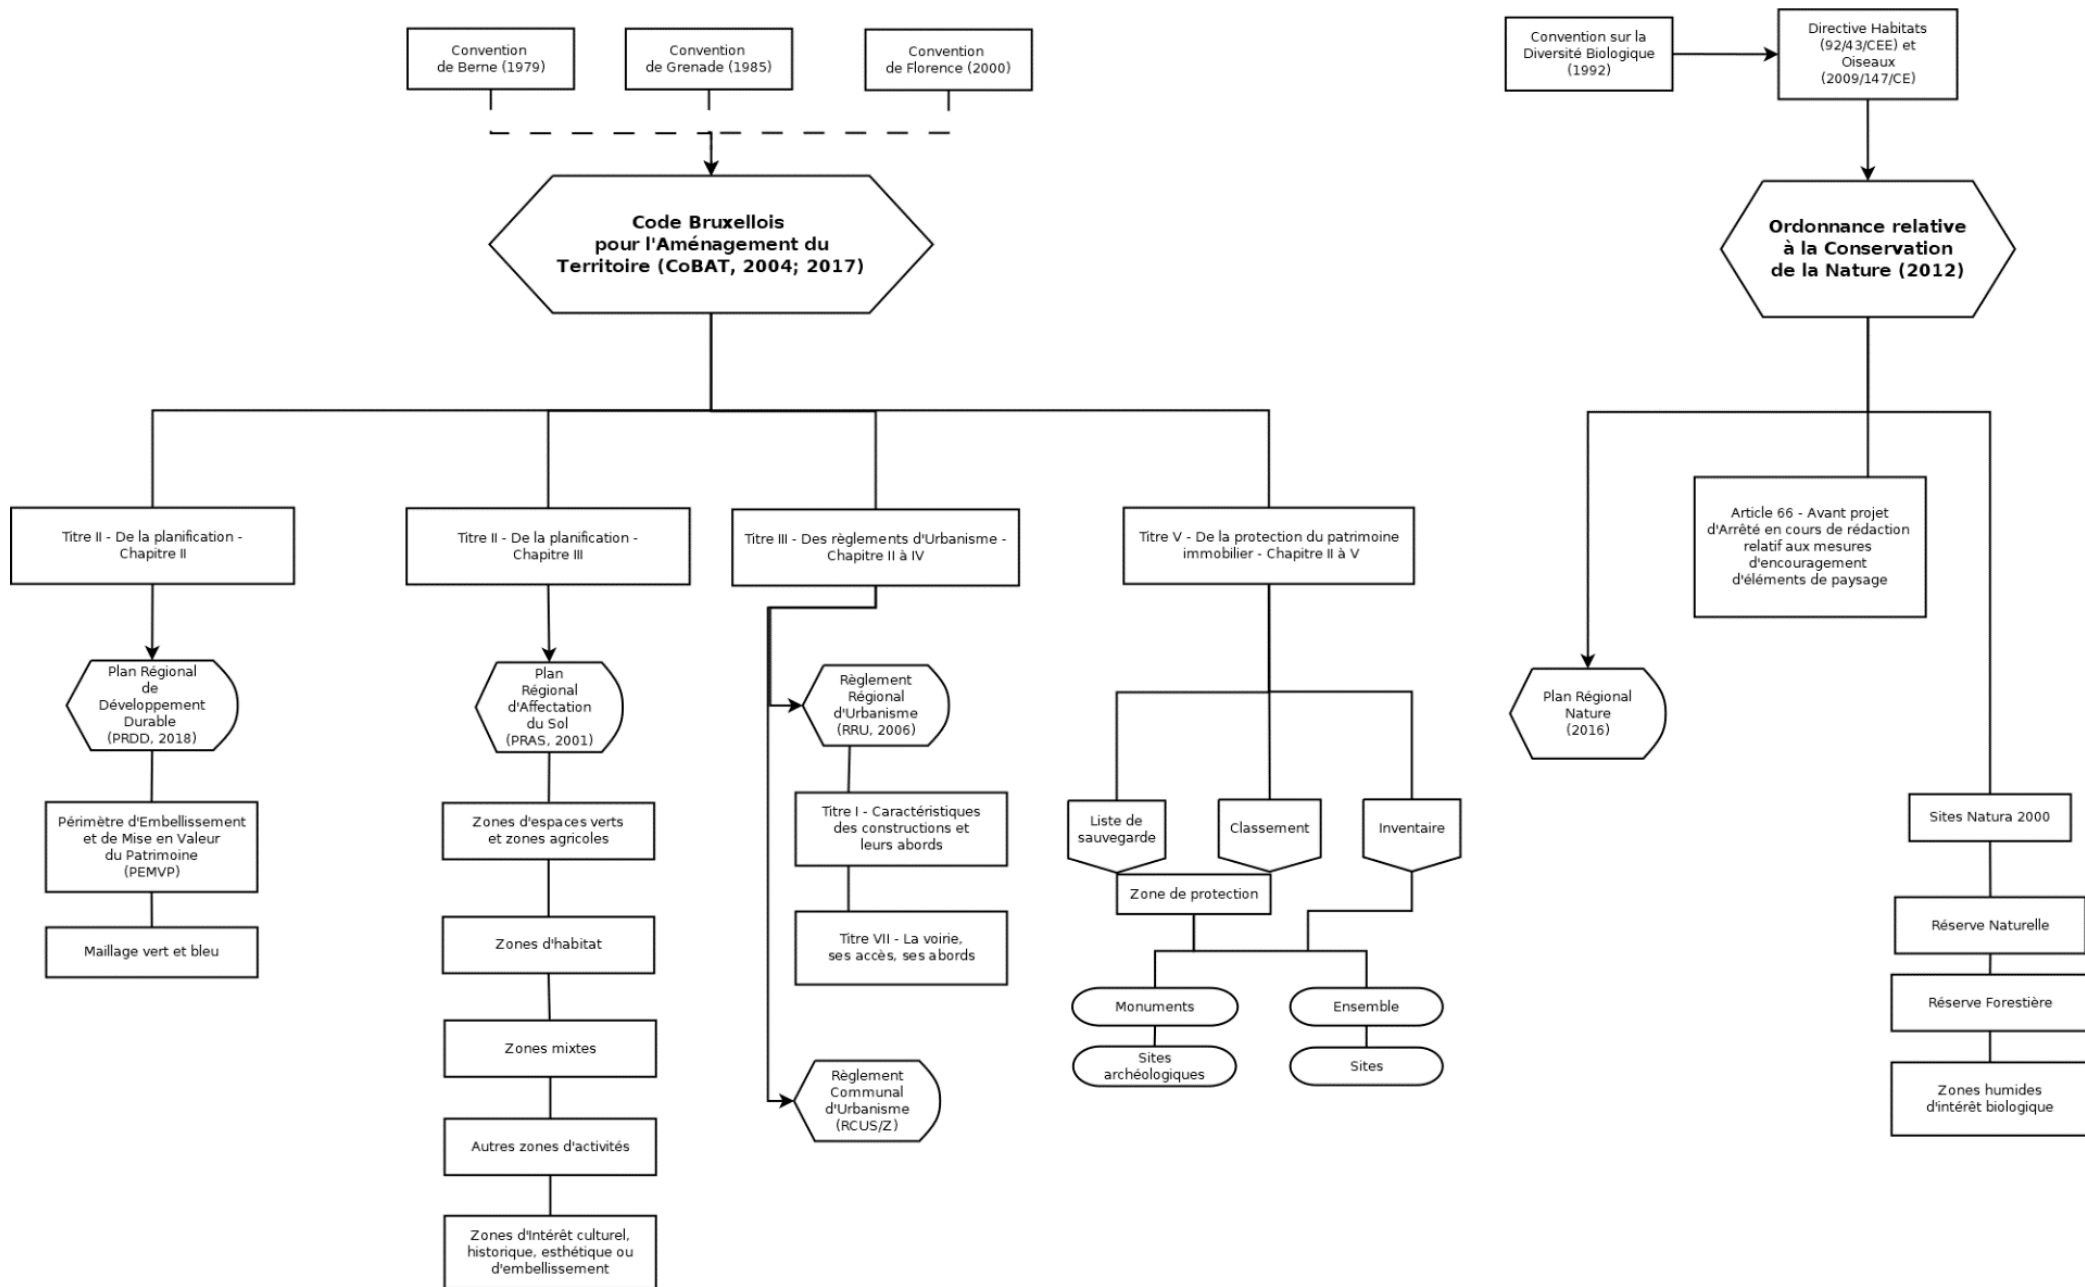 Convention
de Berne (1979)
Convention
de Grenade (1985)
Convention
de Florence (2000)
Convention sur la
Diversité Biologique
(1992)
Directive Habitats
(92/43/CEE) et
Oiseaux
(2009/147/CE)
Code Bruxellois
pour l'Aménagement du
Territoire (CoBAT, 2004; 2017)
Ordonnance relative
à la Conservation
de la Nature (2012)
Titre II - De la planification -
Chapitre II
Titre II - De la planification -
Chapitre III
Titre III - Des règlements d'Urbanisme -
Chapitre II à IV
Titre V - De la protection du patrimoine
immobilier - Chapitre II à V
Article 66 - Avant projet
d'Arrêté en cours de rédaction
relatif aux mesures
d'encouragement
d'éléments de paysage
Plan Régional
de
Développement
Durable
(PRDD, 2018)
Plan
Régional
d'Affectation
du Sol
(PRAS, 2001)
Règlement
Régional
d'Urbanisme
(RRU, 2006)
Plan Régional
Nature
(2016)
Périmètre d'Embellissement
et de Mise en Valeur
du Patrimoine
(PEMVP)
Maillage vert et bleu
Zones d'espaces verts
et zones agricoles
Zones d'habitat
Zones mixtes
Autres zones d'activités
Zones d'Intérêt culturel,
historique, esthétique ou
d'embellissement
Titre I - Caractéristiques
des constructions et
leurs abords
Titre VII - La voirie,
ses accès, ses abords
Règlement
Communal
d'Urbanisme
(RCUS/Z)
Liste de
sauvegarde
Classement
Inventaire
Zone de protection
Monuments
Ensemble
Sites
archéologiques
Sites
Sites Natura 2000
Réserve Naturelle
Réserve Forestière
Zones humides
d'intérêt biologique